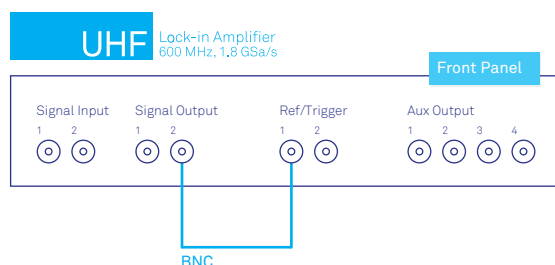 UHF Lock-in Amplifier
600 MHz, 1.8 GSa/s
Front Panel
Signal Input Signal Output Ref/Trigger Aux Output
1 2 1 2 1 2 1 2 3 4
BNC